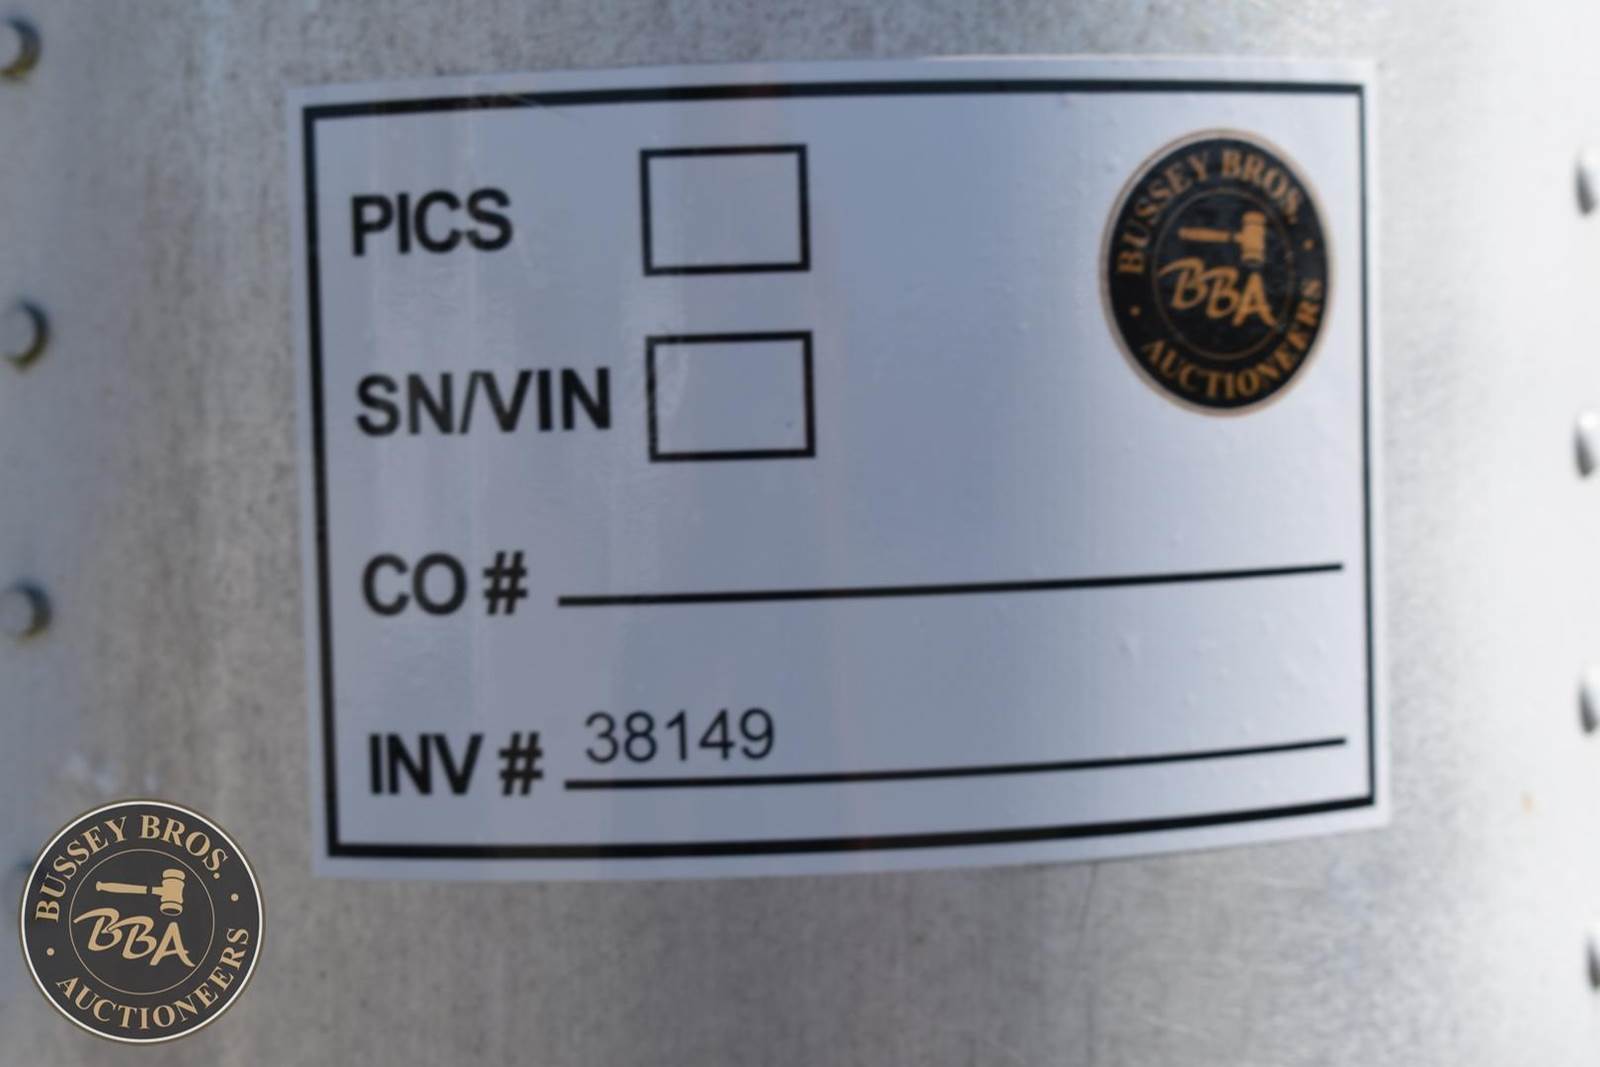 PICS
BUSSEY BROS.
BBA
AUCTIONEERS
SN/VIN
CO #
INV # 38149
BUSSEY BROS.
BBA
AUCTIONEERS